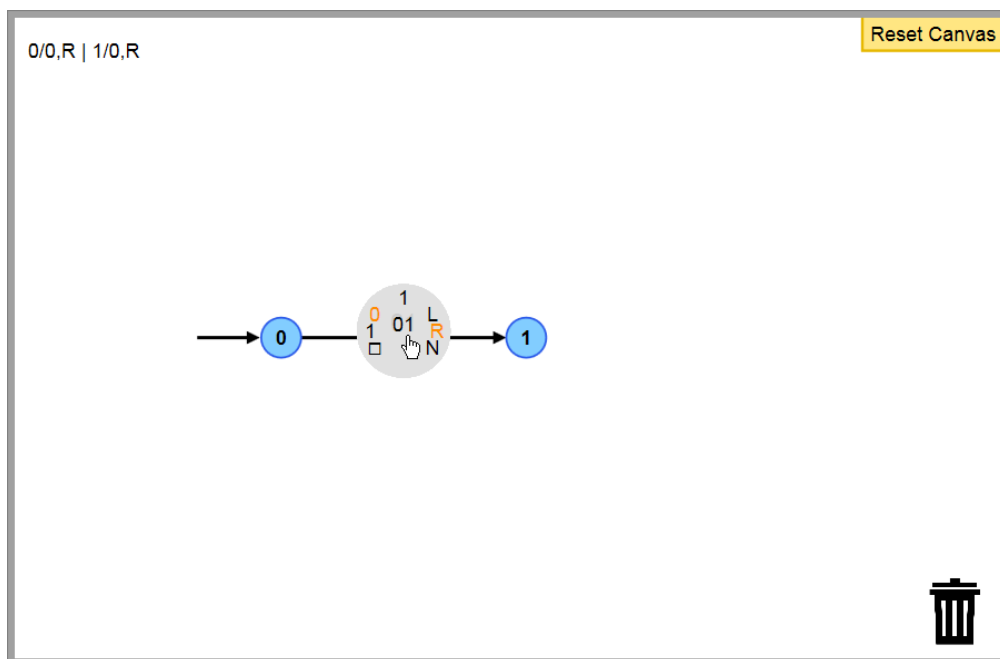 Reset Canvas
0/0,R | 1/0,R
1
0 L
1 01 R
□ N
0
1